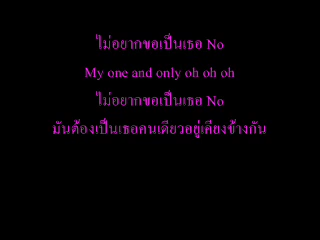 ไม่อยากขอเป็นเธอ No
My one and only oh oh oh
ไม่อยากขอเป็นเธอ No
มันต้องเป็นเธอคนเดียวอยู่เคียงข้างกัน